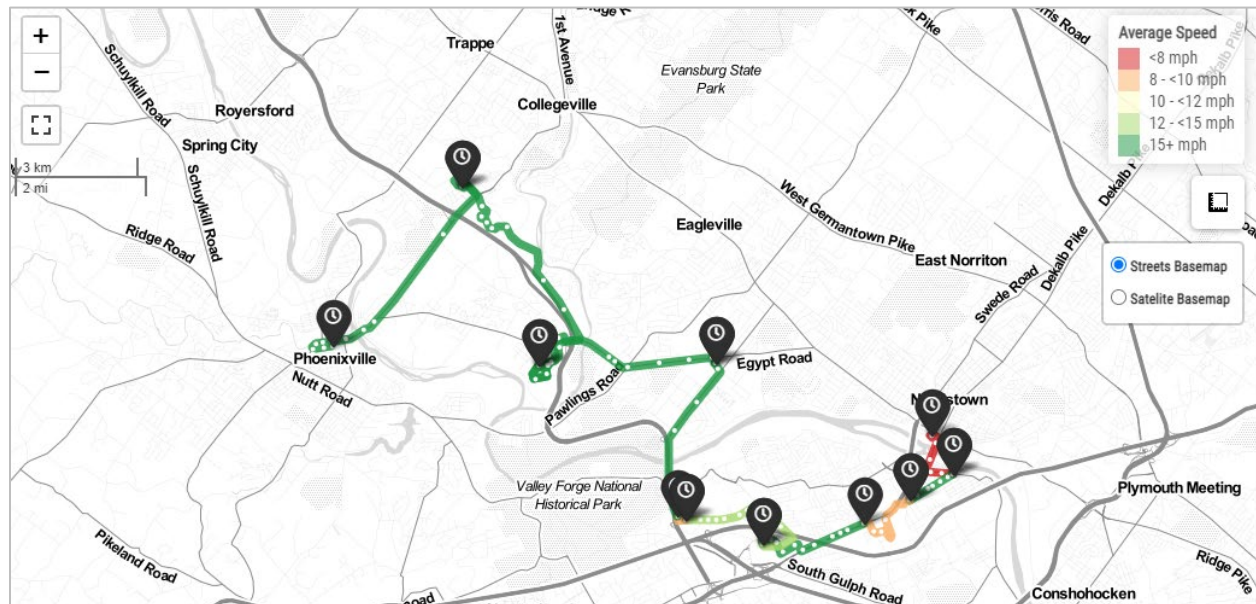 +
−
3 km
2 mi
Trappe
1st Avenue
Evansburg State
Park
Collegeville
Schuylkill Road
Royersford
Spring City
Schuylkill Road
Ridge Road
Eagleville
West Germantown Pike
East Norriton
Swede Road
Dekalb Pike
Dekalb Pike
Dekalb Pike
Average Speed
<8 mph
8 - <10 mph
10 - <12 mph
12 - <15 mph
15+ mph
Streets Basemap
Satelite Basemap
Phoenixville
Nutt Road
Egypt Road
Pawlings Roa
Valley Forge National
Historical Park
Plymouth Meeting
Pikeland Road
South Gulph Road
Ridge Pike
Conshohocken
Road